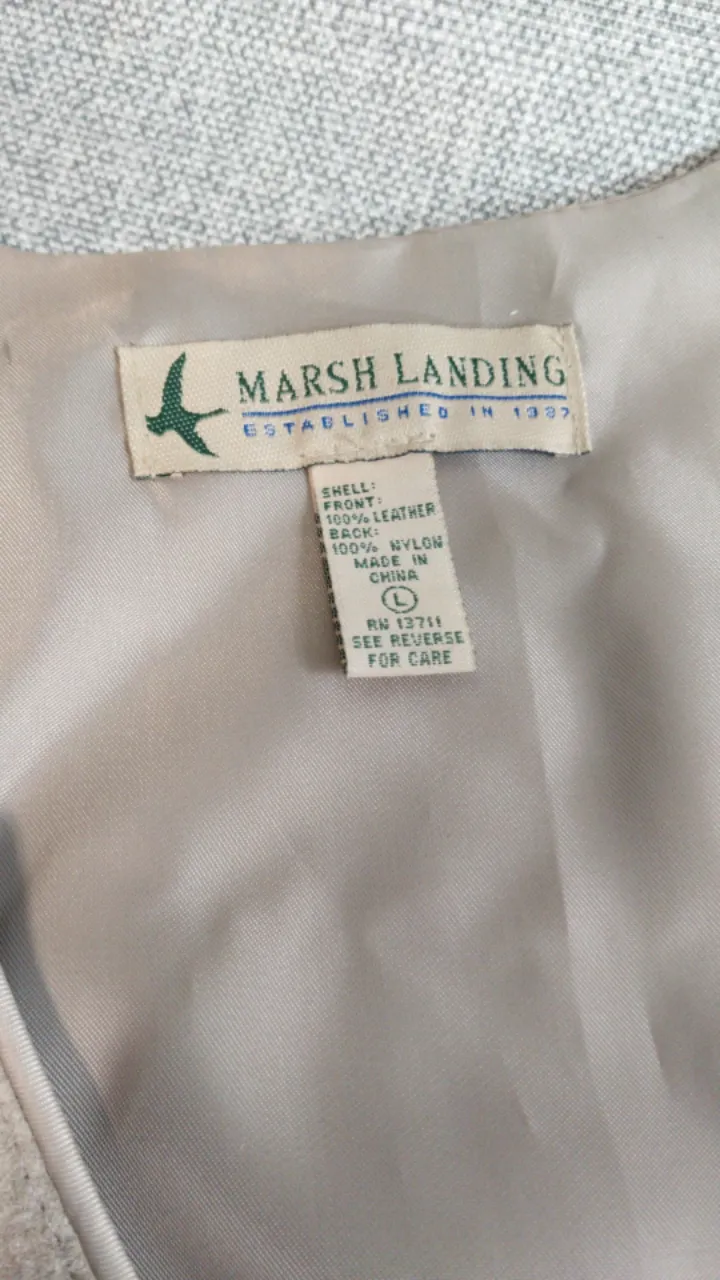 MARSH LANDING
ESTABLISHED IN 1987
SHELL:
FRONT:
100% LEATHER
BACK:
100% NYLON
MADE IN
CHINA
L
RN 13711
SEE REVERSE
FOR CARE